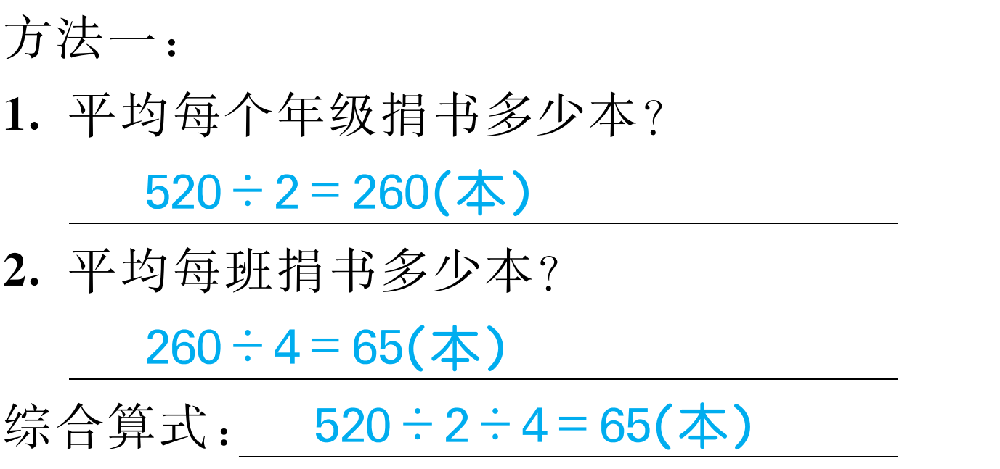 方法一：
1. 平均每个年级捐书多少本？
520÷2=260(本)
2. 平均每班捐书多少本？
260÷4=65(本)
综合算式：520÷2÷4=65(本)